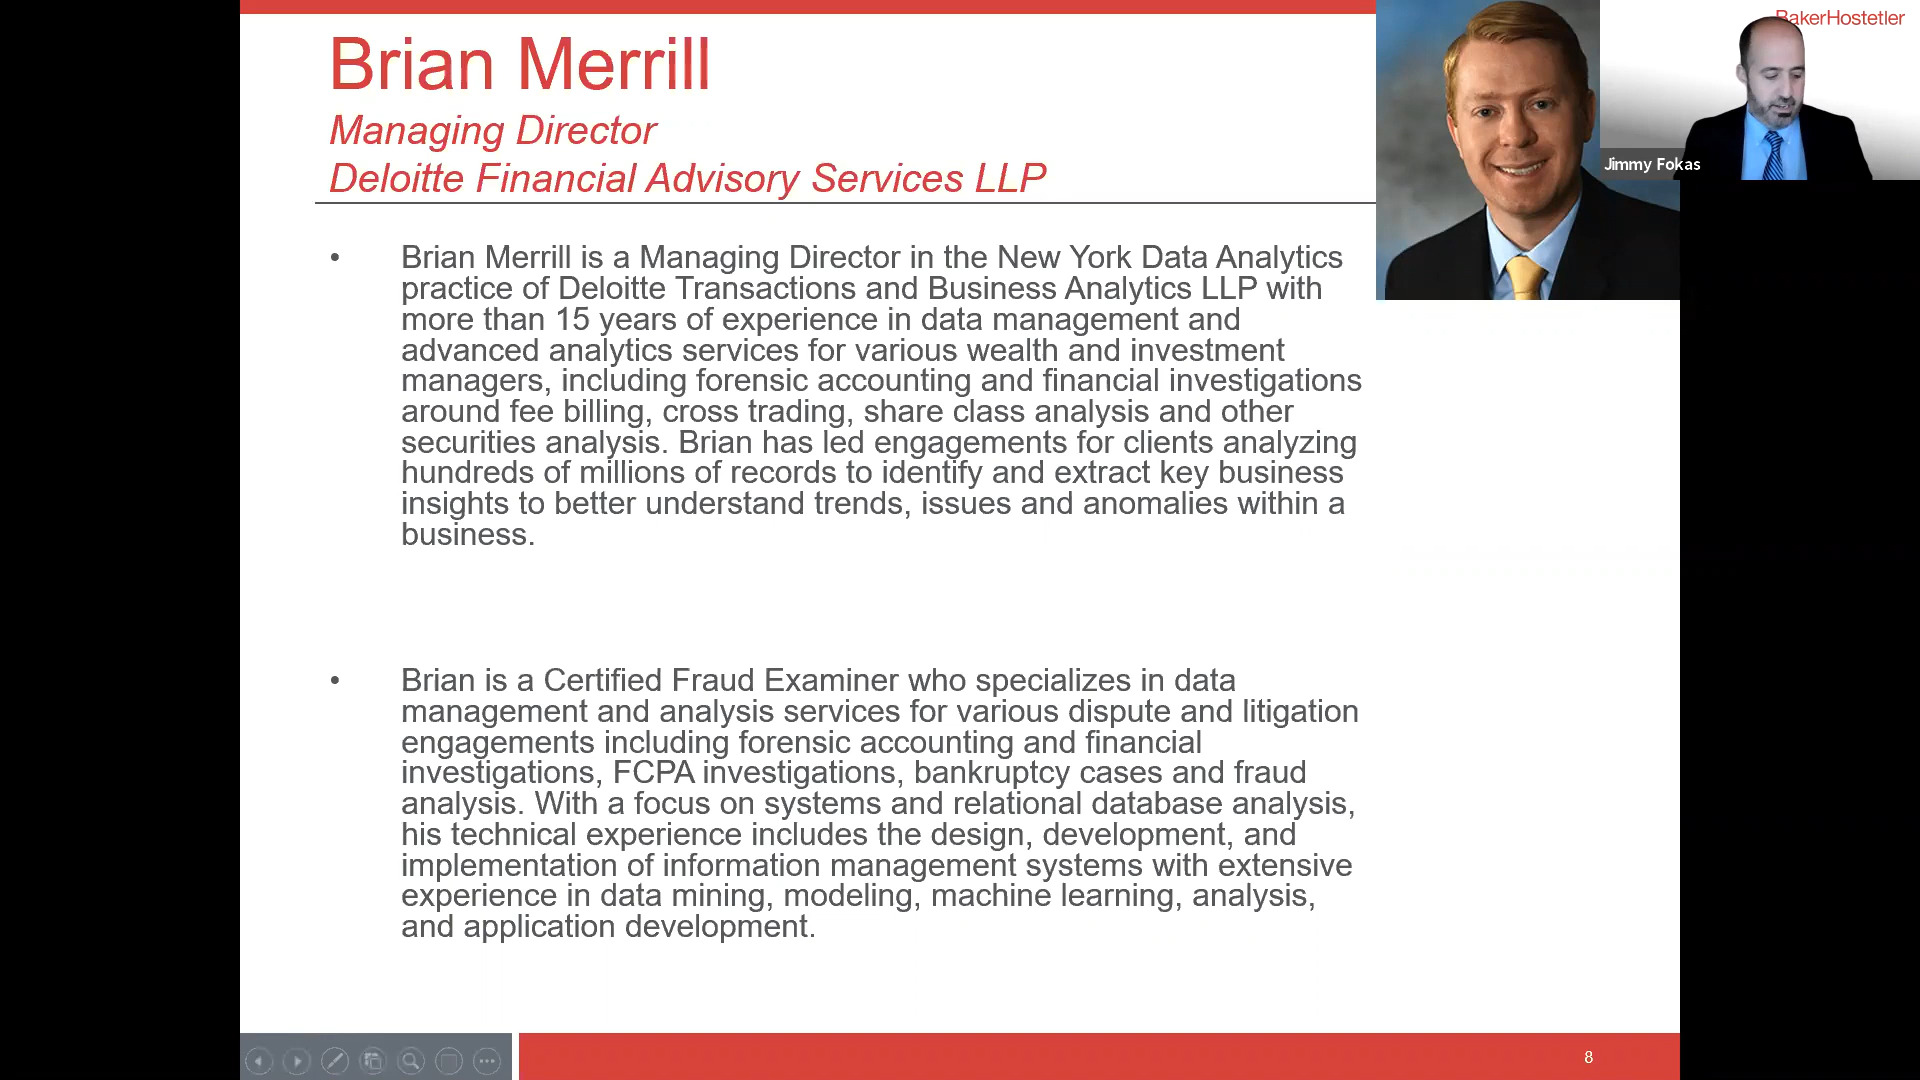 Brian Merrill
Managing Director
Deloitte Financial Advisory Services LLP
BakerHostetler
Jimmy Fokas
• Brian Merrill is a Managing Director in the New York Data Analytics
practice of Deloitte Transactions and Business Analytics LLP with
more than 15 years of experience in data management and
advanced analytics services for various wealth and investment
managers, including forensic accounting and financial investigations
around fee billing, cross trading, share class analysis and other
securities analysis. Brian has led engagements for clients analyzing
hundreds of millions of records to identify and extract key business
insights to better understand trends, issues and anomalies within a
business.
• Brian is a Certified Fraud Examiner who specializes in data
management and analysis services for various dispute and litigation
engagements including forensic accounting and financial
investigations, FCPA investigations, bankruptcy cases and fraud
analysis. With a focus on systems and relational database analysis,
his technical experience includes the design, development, and
implementation of information management systems with extensive
experience in data mining, modeling, machine learning, analysis,
and application development.
8